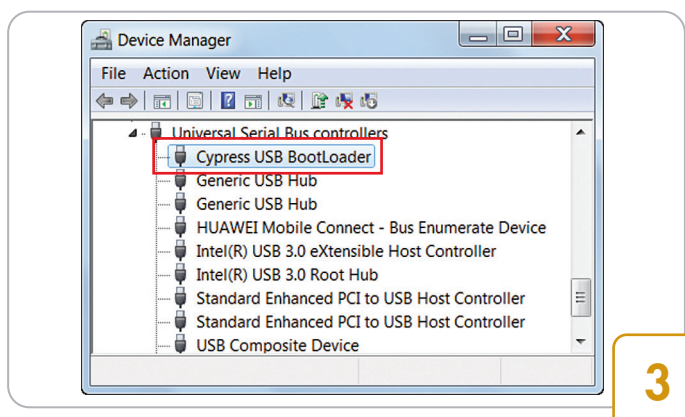 Device Manager
File Action View Help
Universal Serial Bus controllers
Cypress USB BootLoader
Generic USB Hub
Generic USB Hub
HUAWEI Mobile Connect - Bus Enumerate Device
Intel(R) USB 3.0 eXtensible Host Controller
Intel(R) USB 3.0 Root Hub
Standard Enhanced PCI to USB Host Controller
Standard Enhanced PCI to USB Host Controller
USB Composite Device
3